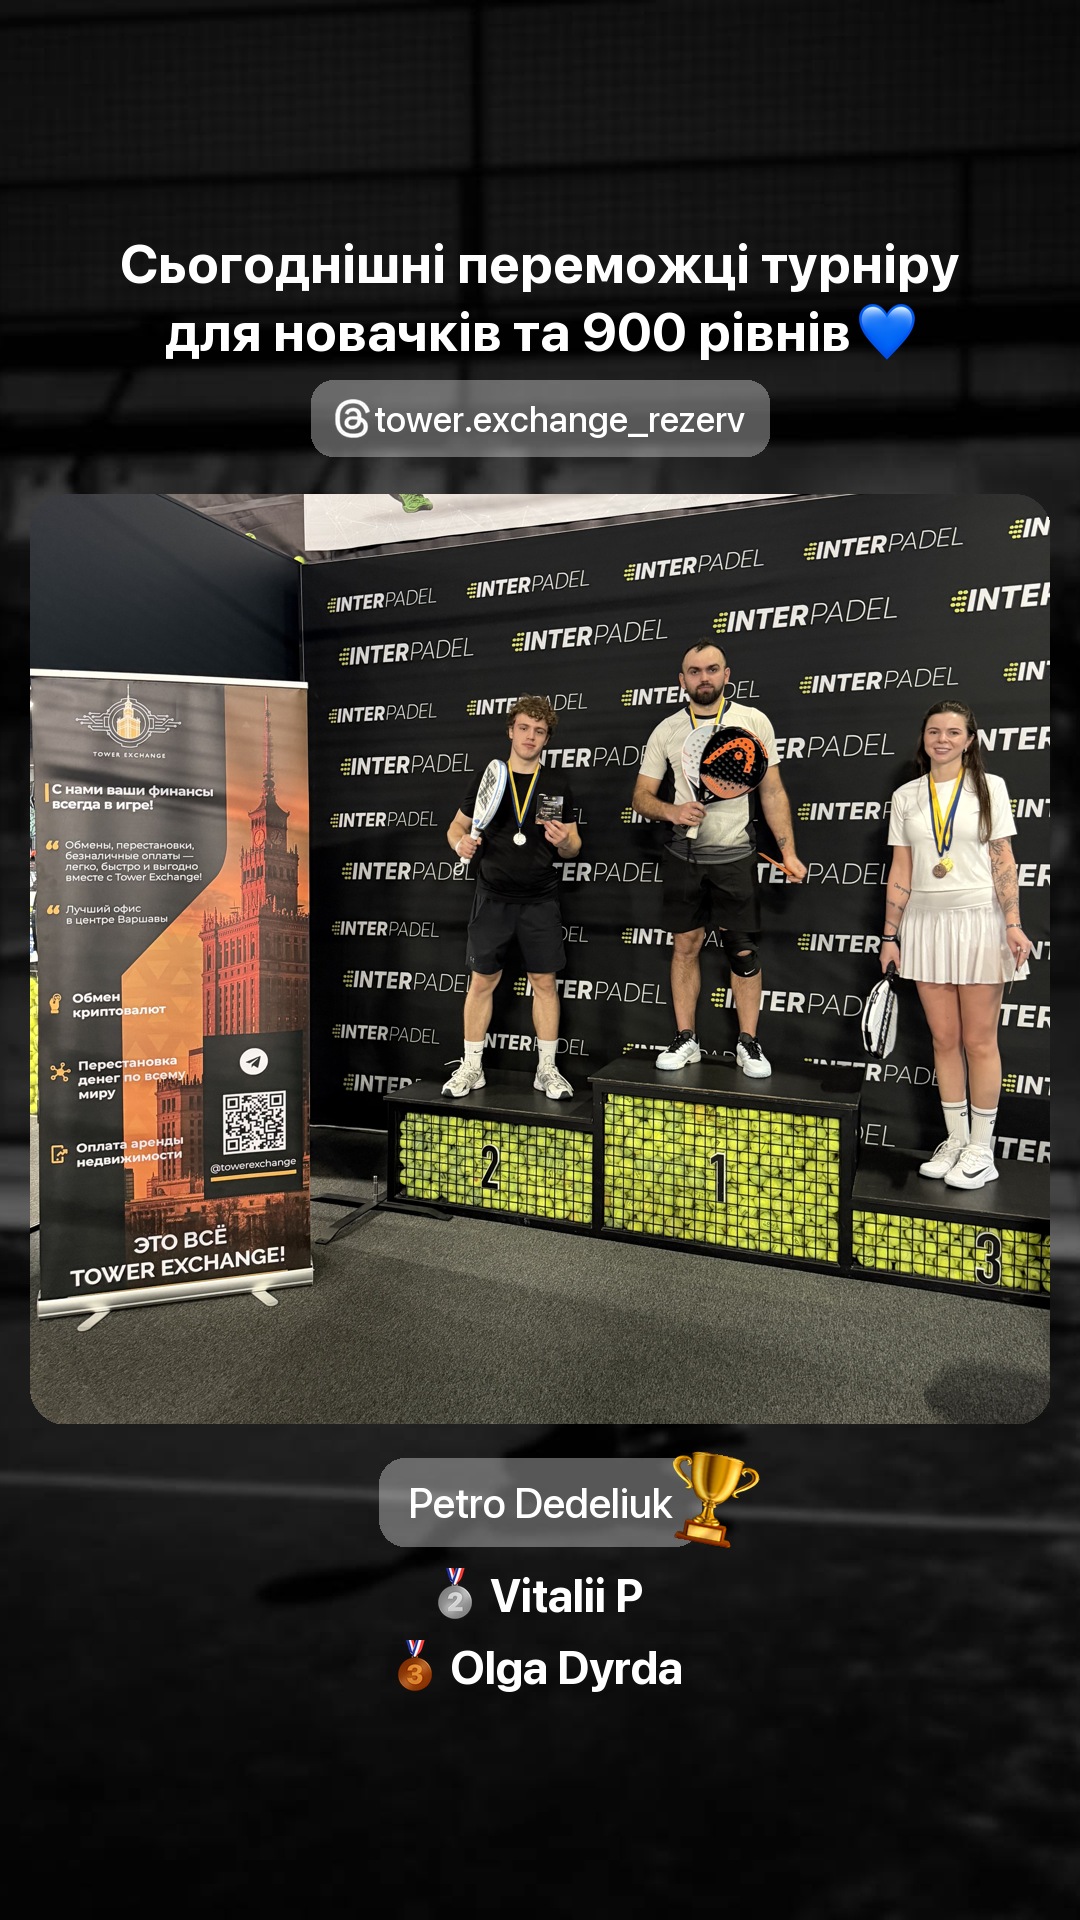 Сьогоднішні переможці турніру
для новачків та 900 рівнів💙
tower.exchange_rezerv
INTERPADEL
TOWER EXCHANGE
С нами ваши финансы
всегда в игре!
Обмены, перестановки,
безналичные оплаты —
легко, быстро и выгодно
вместе с Tower Exchange!
Лучший офис
в центре Варшавы
Обмен
криптовалют
Перестановка
денег по всему
миру
Оплата аренды
недвижимости
@towerexchange
ЭТО ВСЁ
TOWER EXCHANGE!
2
1
3
Petro Dedeliuk🏆
🥈 Vitalii P
🥉 Olga Dyrda